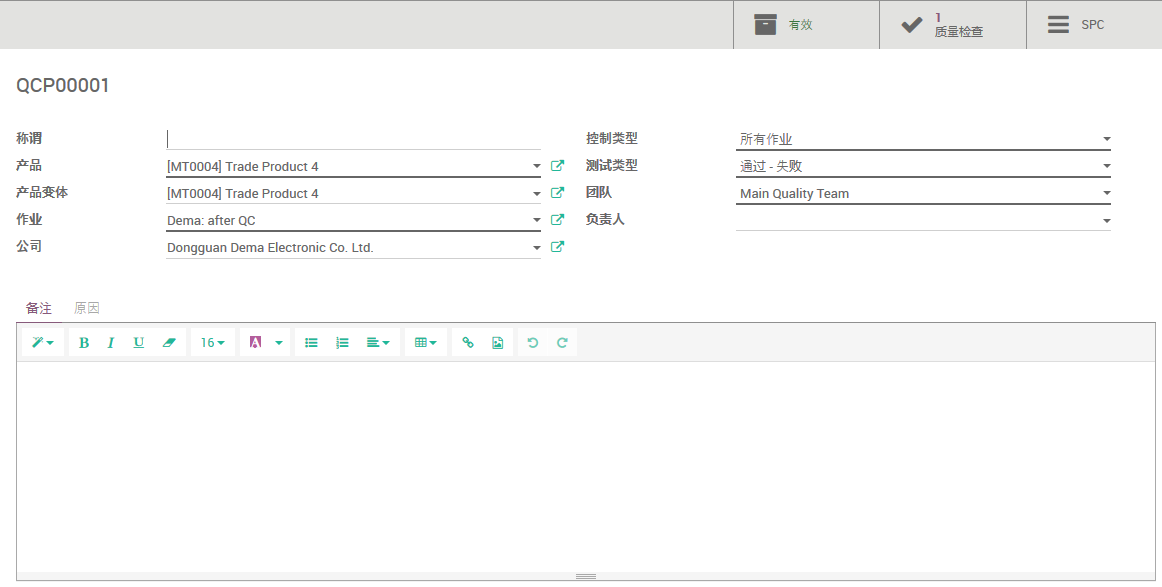 有效
1
质量检查
SPC
QCP00001
称谓
控制类型 所有作业
产品 [MT0004] Trade Product 4
测试类型 通过 - 失败
产品变体 [MT0004] Trade Product 4
团队 Main Quality Team
作业 Dema: after QC
负责人
公司 Dongguan Dema Electronic Co. Ltd.
备注 原因
B I U 16 A